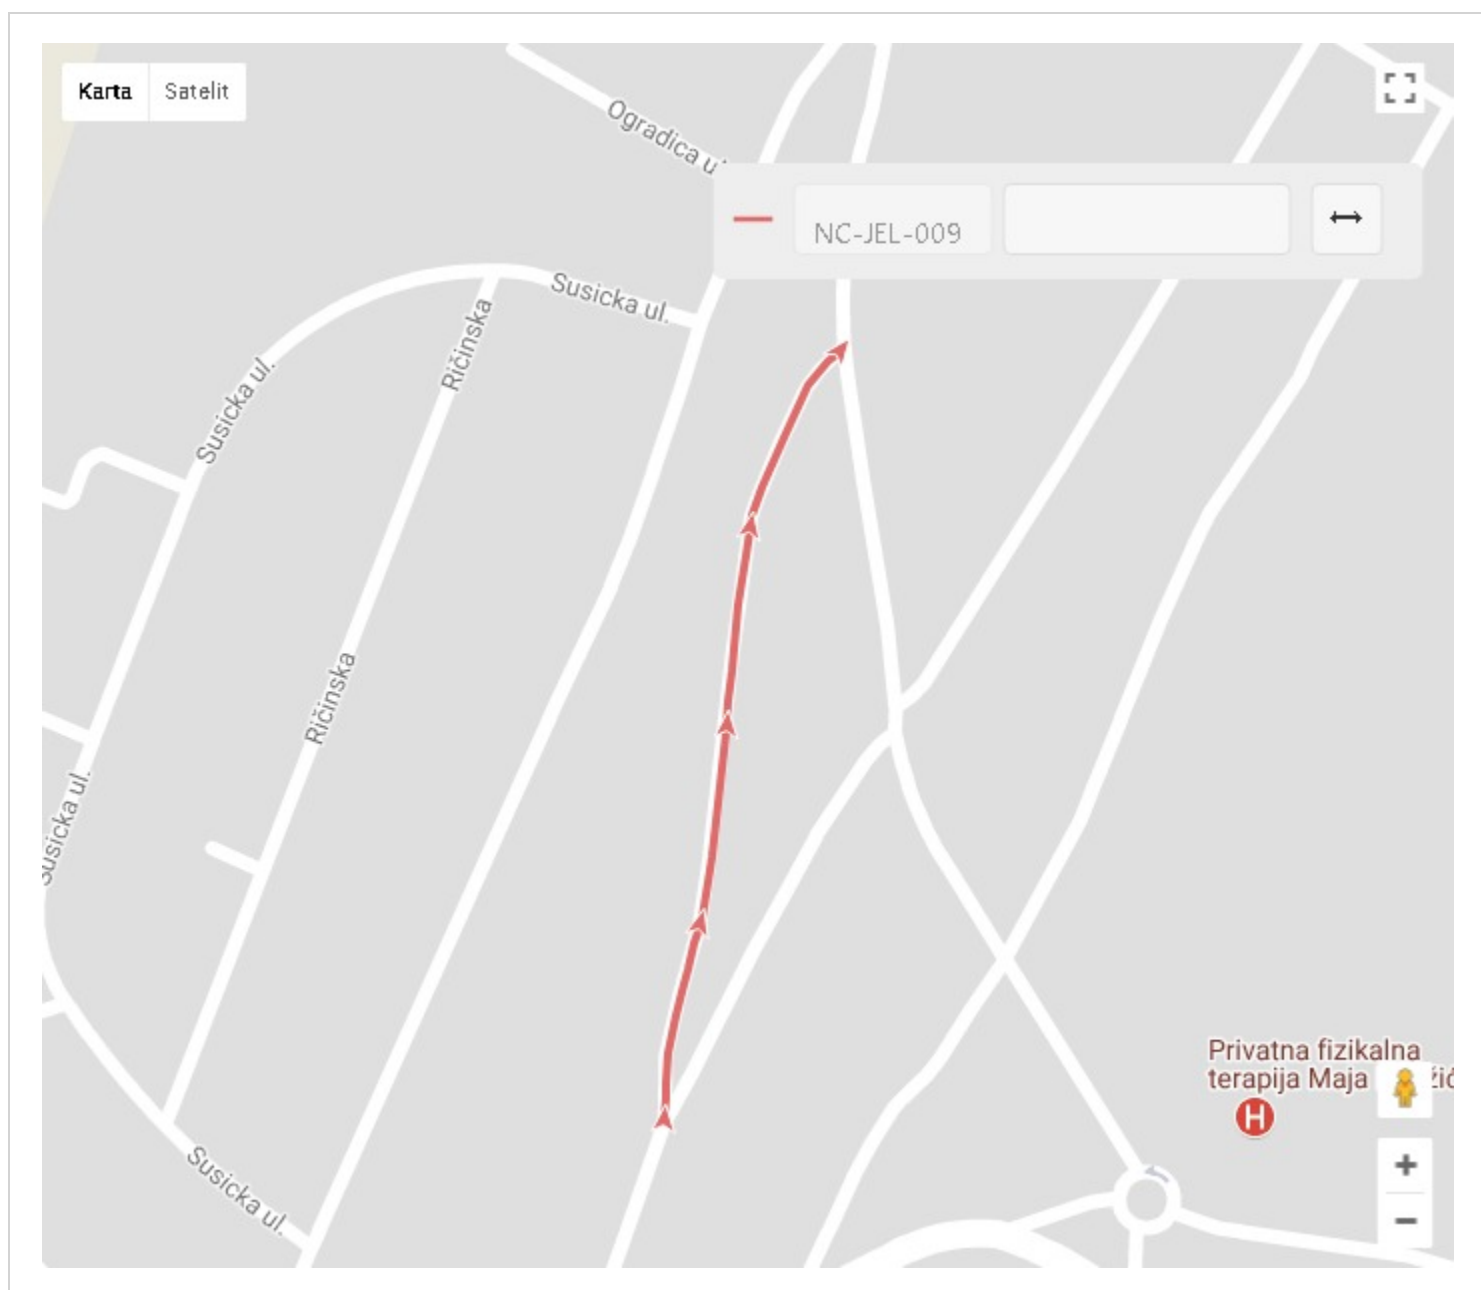 Karta
Satelit
Ogradica
NC-JEL-009
Susicka ul.
Ričinska
Susicka ul.
Ričinska
Susicka ul.
Susicka ul.
Privatna fizikalna
terapija Maja
H
+
−